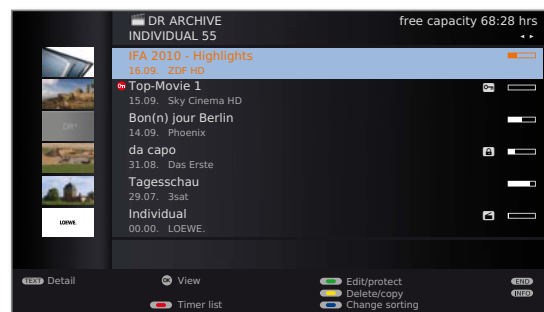 DR ARCHIVE
free capacity 68:28 hrs
INDIVIDUAL 55
IFA 2010 - Highlights
16.09. ZDF HD
Top-Movie 1
15.09. Sky Cinema HD
DR+
Bon(n) jour Berlin
14.09. Phoenix
da capo
31.08. Das Erste
Tagesschau
29.07. 3sat
LOEWE.
Individual
00.00. LOEWE.
TEXT Detail
OK View
Edit/protect
END
Delete/copy
INFO
Timer list
Change sorting